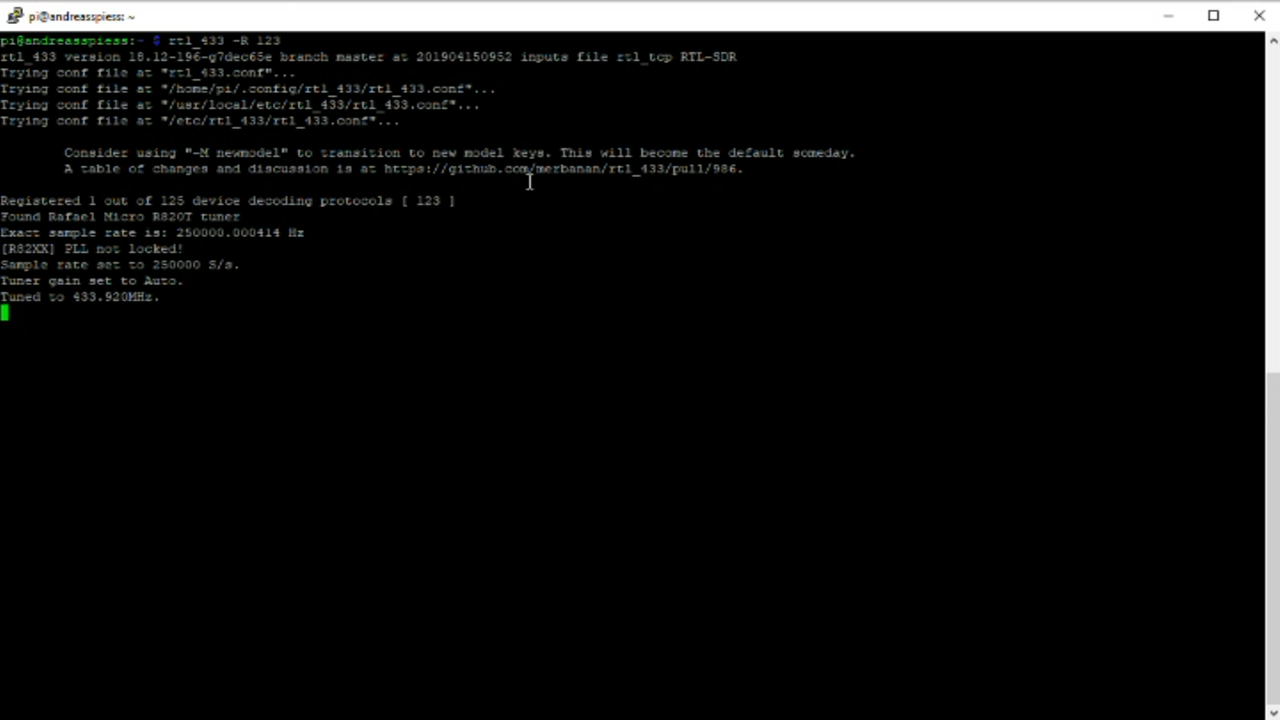 pi@andreasspiess: ~
pi@andreasspiess:~ $ rtl_433 -R 123
rtl_433 version 18.12-196-g7dec65e branch master at 201904150952 inputs file rtl_tcp RTL-SDR
Trying conf file at "rtl_433.conf"...
Trying conf file at "/home/pi/.config/rtl_433/rtl_433.conf"...
Trying conf file at "/usr/local/etc/rtl_433/rtl_433.conf"...
Trying conf file at "/etc/rtl_433/rtl_433.conf"...
Consider using "-M newmodel" to transition to new model keys. This will become the default someday.
A table of changes and discussion is at https://github.com/merbanan/rtl_433/pull/986.
Registered 1 out of 125 device decoding protocols [ 123 ]
Found Rafael Micro R820T tuner
Exact sample rate is: 250000.000414 Hz
[R82XX] PLL not locked!
Sample rate set to 250000 S/s.
Tuner gain set to Auto.
Tuned to 433.920MHz.